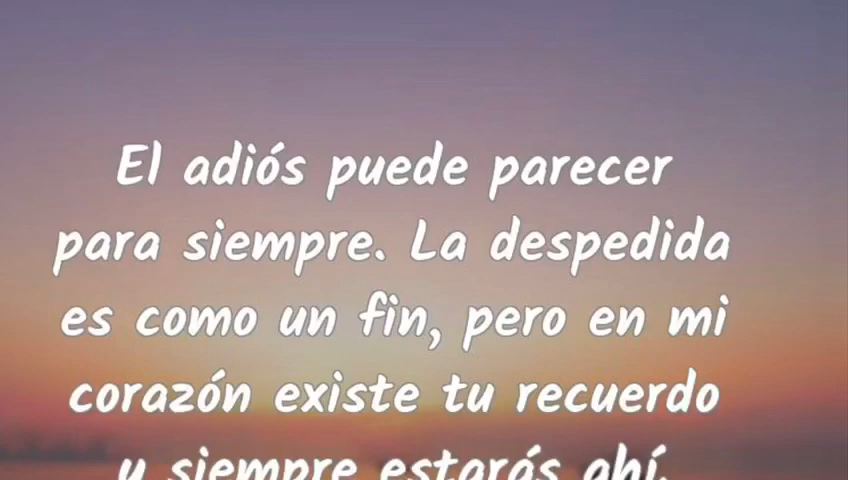 El adiós puede parecer
para siempre. La despedida
es como un fin, pero en mi
corazón existe tu recuerdo
y siempre estarás ahí.